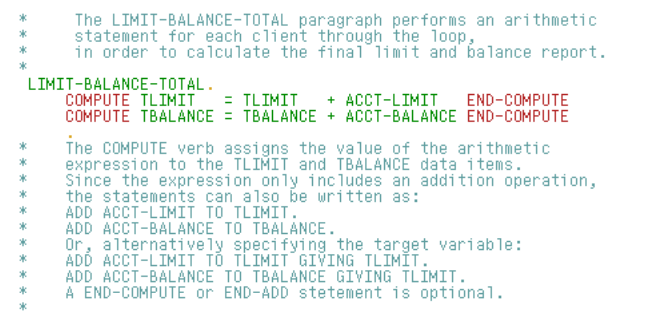 *     The LIMIT-BALANCE-TOTAL paragraph performs an arithmetic
*     statement for each client through the loop,
*     in order to calculate the final limit and balance report.
*
 LIMIT-BALANCE-TOTAL.
     COMPUTE TLIMIT   = TLIMIT   + ACCT-LIMIT   END-COMPUTE
     COMPUTE TBALANCE = TBALANCE + ACCT-BALANCE END-COMPUTE
     .
*    The COMPUTE verb assigns the value of the arithmetic
*    expression to the TLIMIT and TBALANCE data items.
*    Since the expression only includes an addition operation,
*    the statements can also be written as:
*    ADD ACCT-LIMIT TO TLIMIT.
*    ADD ACCT-BALANCE TO TBALANCE.
*    Or, alternatively specifying the target variable:
*    ADD ACCT-LIMIT TO TLIMIT GIVING TLIMIT.
*    ADD ACCT-BALANCE TO TBALANCE GIVING TLIMIT.
*    A END-COMPUTE or END-ADD stetement is optional.
*